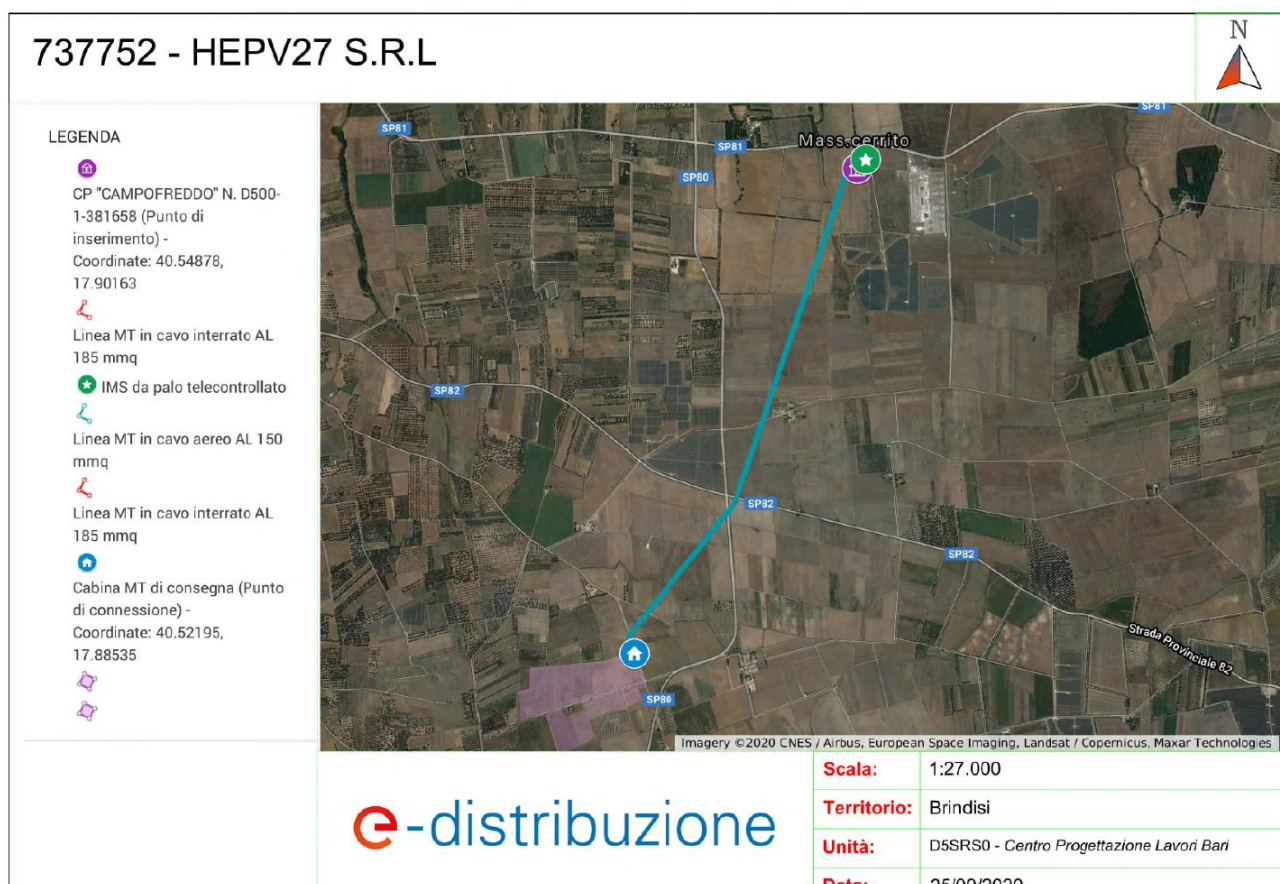 737752 - HEPV27 S.R.L
N
LEGENDA
CP "CAMPOFREDDO" N. D500-
1-381658 (Punto di
inserimento) -
Coordinate: 40.54878,
17.90163
Linea MT in cavo interrato AL
185 mmq
IMS da palo telecontrollato
Linea MT in cavo aereo AL 150
mmq
Linea MT in cavo interrato AL
185 mmq
Cabina MT di consegna (Punto
di connessione) -
Coordinate: 40.52195,
17.88535
SP81
SP81
SP81
Mass.cerrito
SP80
SP82
SP82
SP82
Strada Provinciale 82
SP80
Imagery ©2020 CNES / Airbus, European Space Imaging, Landsat / Copernicus, Maxar Technologies
e-distribuzione
Scala: 1:27.000
Territorio: Brindisi
Unità: D5SRS0 - Centro Progettazione Lavori Bari
Data: 25/09/2020